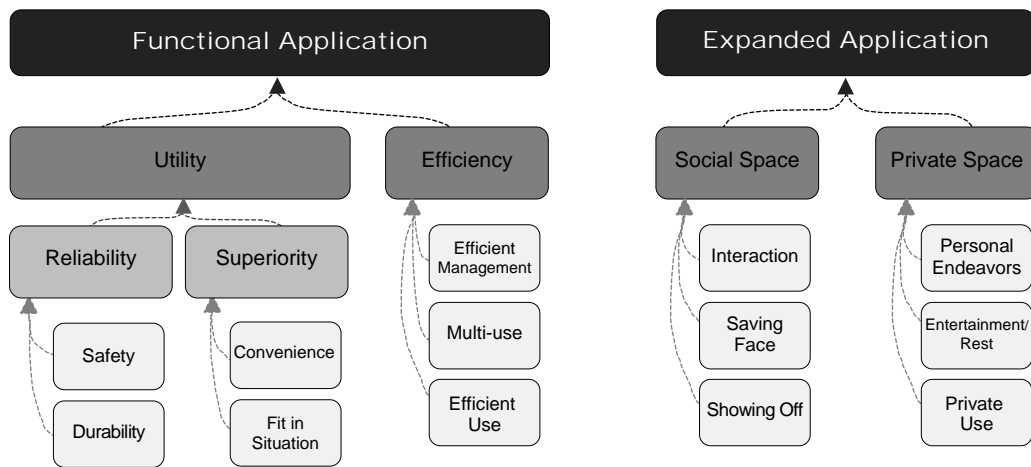 Functional Application
Expanded Application
Utility
Efficiency
Social Space
Private Space
Reliability
Superiority
Efficient
Management
Interaction
Personal
Endeavors
Safety
Convenience
Multi-use
Saving
Face
Entertainment/
Rest
Durability
Fit in
Situation
Efficient
Use
Showing Off
Private
Use